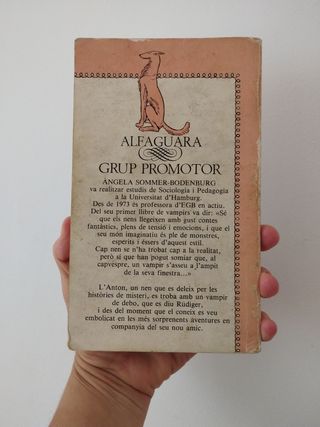 ALFAGUARA
GRUP PROMOTOR
ÀNGELA SOMMER-BODENBURG
va realizar estudis de Sociologia i Pedagogia
a la Universitat d'Hamburg.
Des de 1973 és professora d'EGB en actiu.
Del seu primer llibre de vampirs va dir: «Sé
que els nens llegeixen amb gust contes
fantàstics, plens de tensió i emocions, i que el
seu món imaginatiu és ple de monstres,
esperits i éssers d'aquest estil.
Cap nen se n'ha trobat cap a la realitat,
però sí que han pogut somiar que, al
capvespre, un vampir s'asseu a l'ampit
de la seva finestra...»
L'Anton, un nen que es deleix per les
històries de misteri, es troba amb un vampir
de debo, que es diu Rüdiger,
i des del moment que el coneix es veu
embolicat en les més sorprenents àventures en
companyia del seu nou amic.